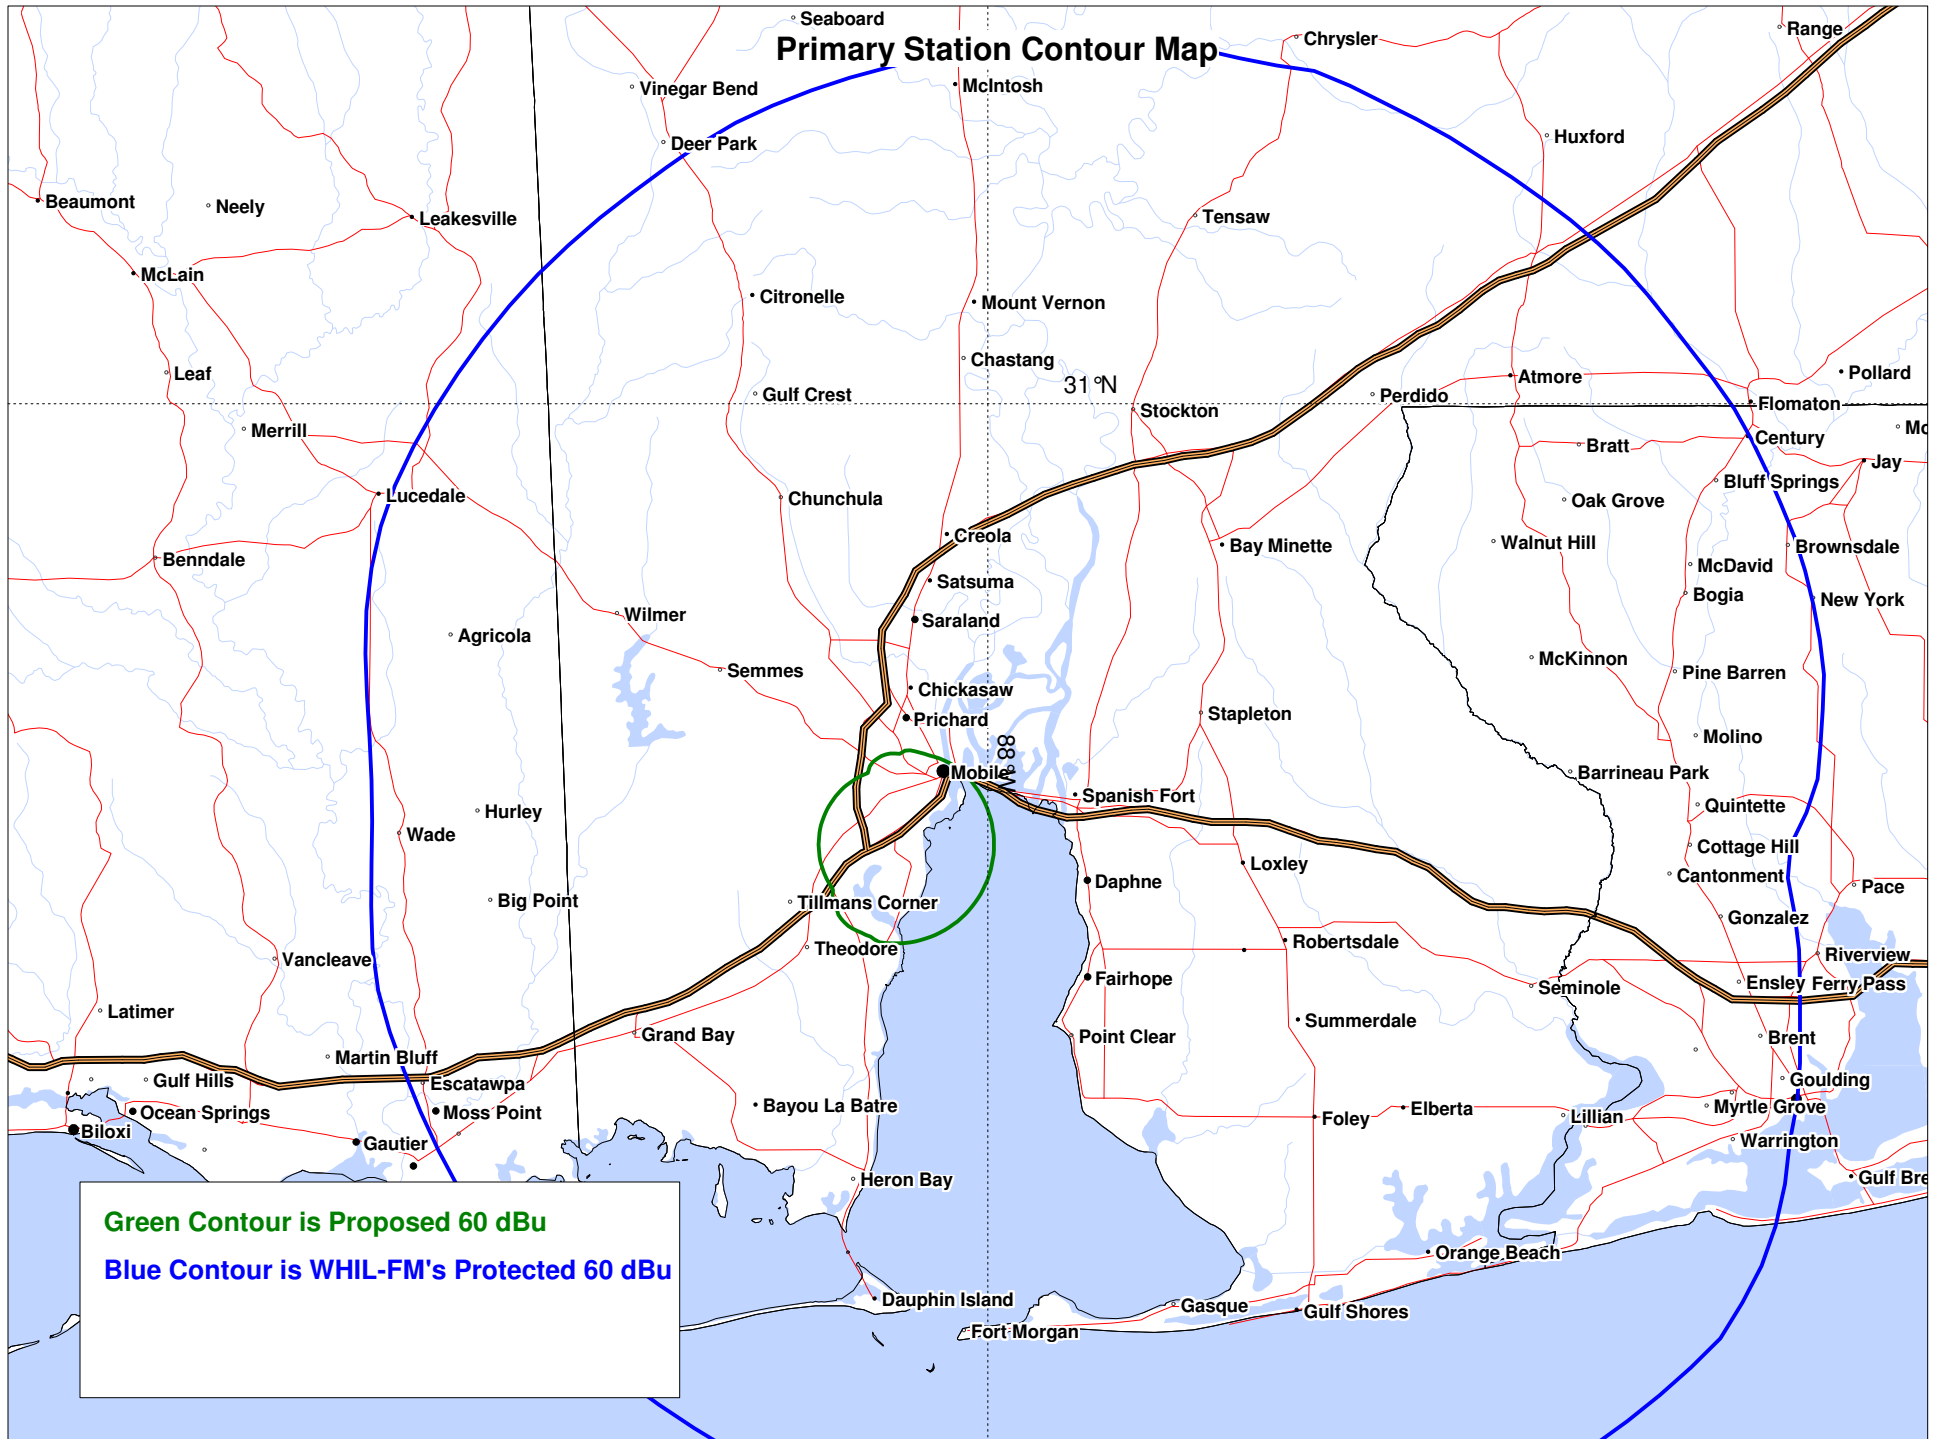 Seaboard
Primary Station Contour Map
Chrysler
Range
Vinegar Bend
McIntosh
Deer Park
Huxford
Beaumont
Neely
Leakesville
Tensaw
McLain
Citronelle
Mount Vernon
Chastang
Leaf
31°N
Atmore
Pollard
Gulf Crest
Perdido
Stockton
Flomaton
Merrill
Century
Bratt
Jay
Lucedale
Chunchula
Bluff Springs
Oak Grove
Creola
Bay Minette
Walnut Hill
Brownsdale
Benndale
McDavid
Satsuma
Bogia
New York
Wilmer
Saraland
Agricola
McKinnon
Semmes
Pine Barren
Chickasaw
Prichard
Stapleton
Molino
88°W
Mobile
Barrineau Park
Spanish Fort
Quintette
Hurley
Wade
Cottage Hill
Loxley
Cantonment
Daphne
Pace
Big Point
Tillmans Corner
Gonzalez
Theodore
Robertsdale
Vancleave
Riverview
Fairhope
Seminole
Ensley
Ferry Pass
Latimer
Summerdale
Grand Bay
Point Clear
Brent
Martin Bluff
Gulf Hills
Escatawpa
Goulding
Ocean Springs
Moss Point
Bayou La Batre
Elberta
Myrtle Grove
Foley
Lillian
Biloxi
Gautier
Warrington
Heron Bay
Gulf Bre
Green Contour is Proposed 60 dBu
Blue Contour is WHIL-FM's Protected 60 dBu
Orange Beach
Dauphin Island
Gasque
Gulf Shores
Fort Morgan